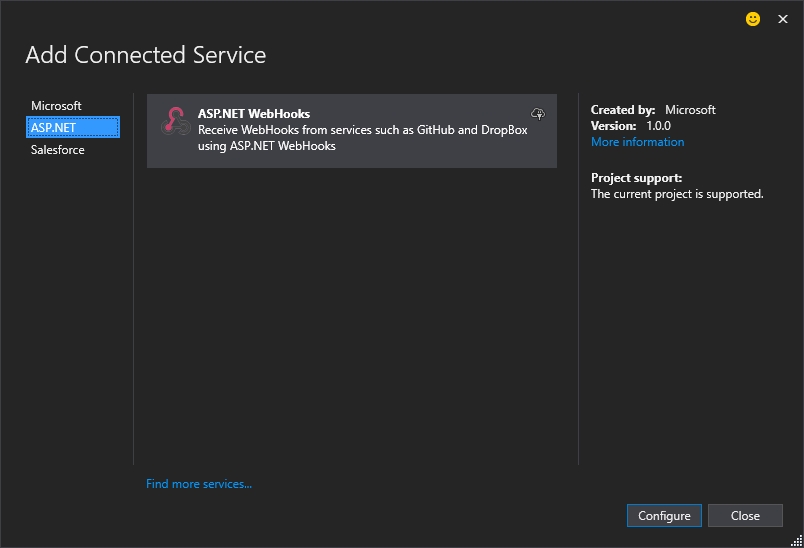 Add Connected Service
Microsoft
ASP.NET
Salesforce
ASP.NET WebHooks
Receive WebHooks from services such as GitHub and DropBox
using ASP.NET WebHooks
Created by: Microsoft
Version: 1.0.0
More information
Project support:
The current project is supported.
Find more services...
Configure
Close